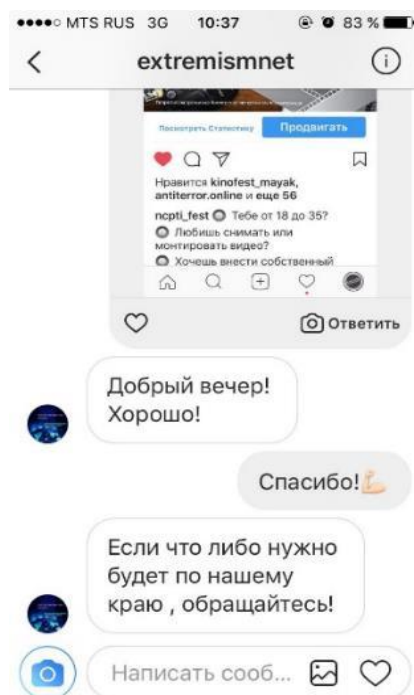 MTS RUS 3G 10:37 83 %
extremismnet
Посмотреть Статистику Продвигать
Нравится kinofest_mayak,
antiterror.online и еще 56
ncpti_fest Тебе от 18 до 35?
Любишь снимать или
монтировать видео?
Хочешь внести собственный
Ответить
Добрый вечер!
Хорошо!
Спасибо!
Если что либо нужно
будет по нашему
краю , обращайтесь!
Написать сооб...